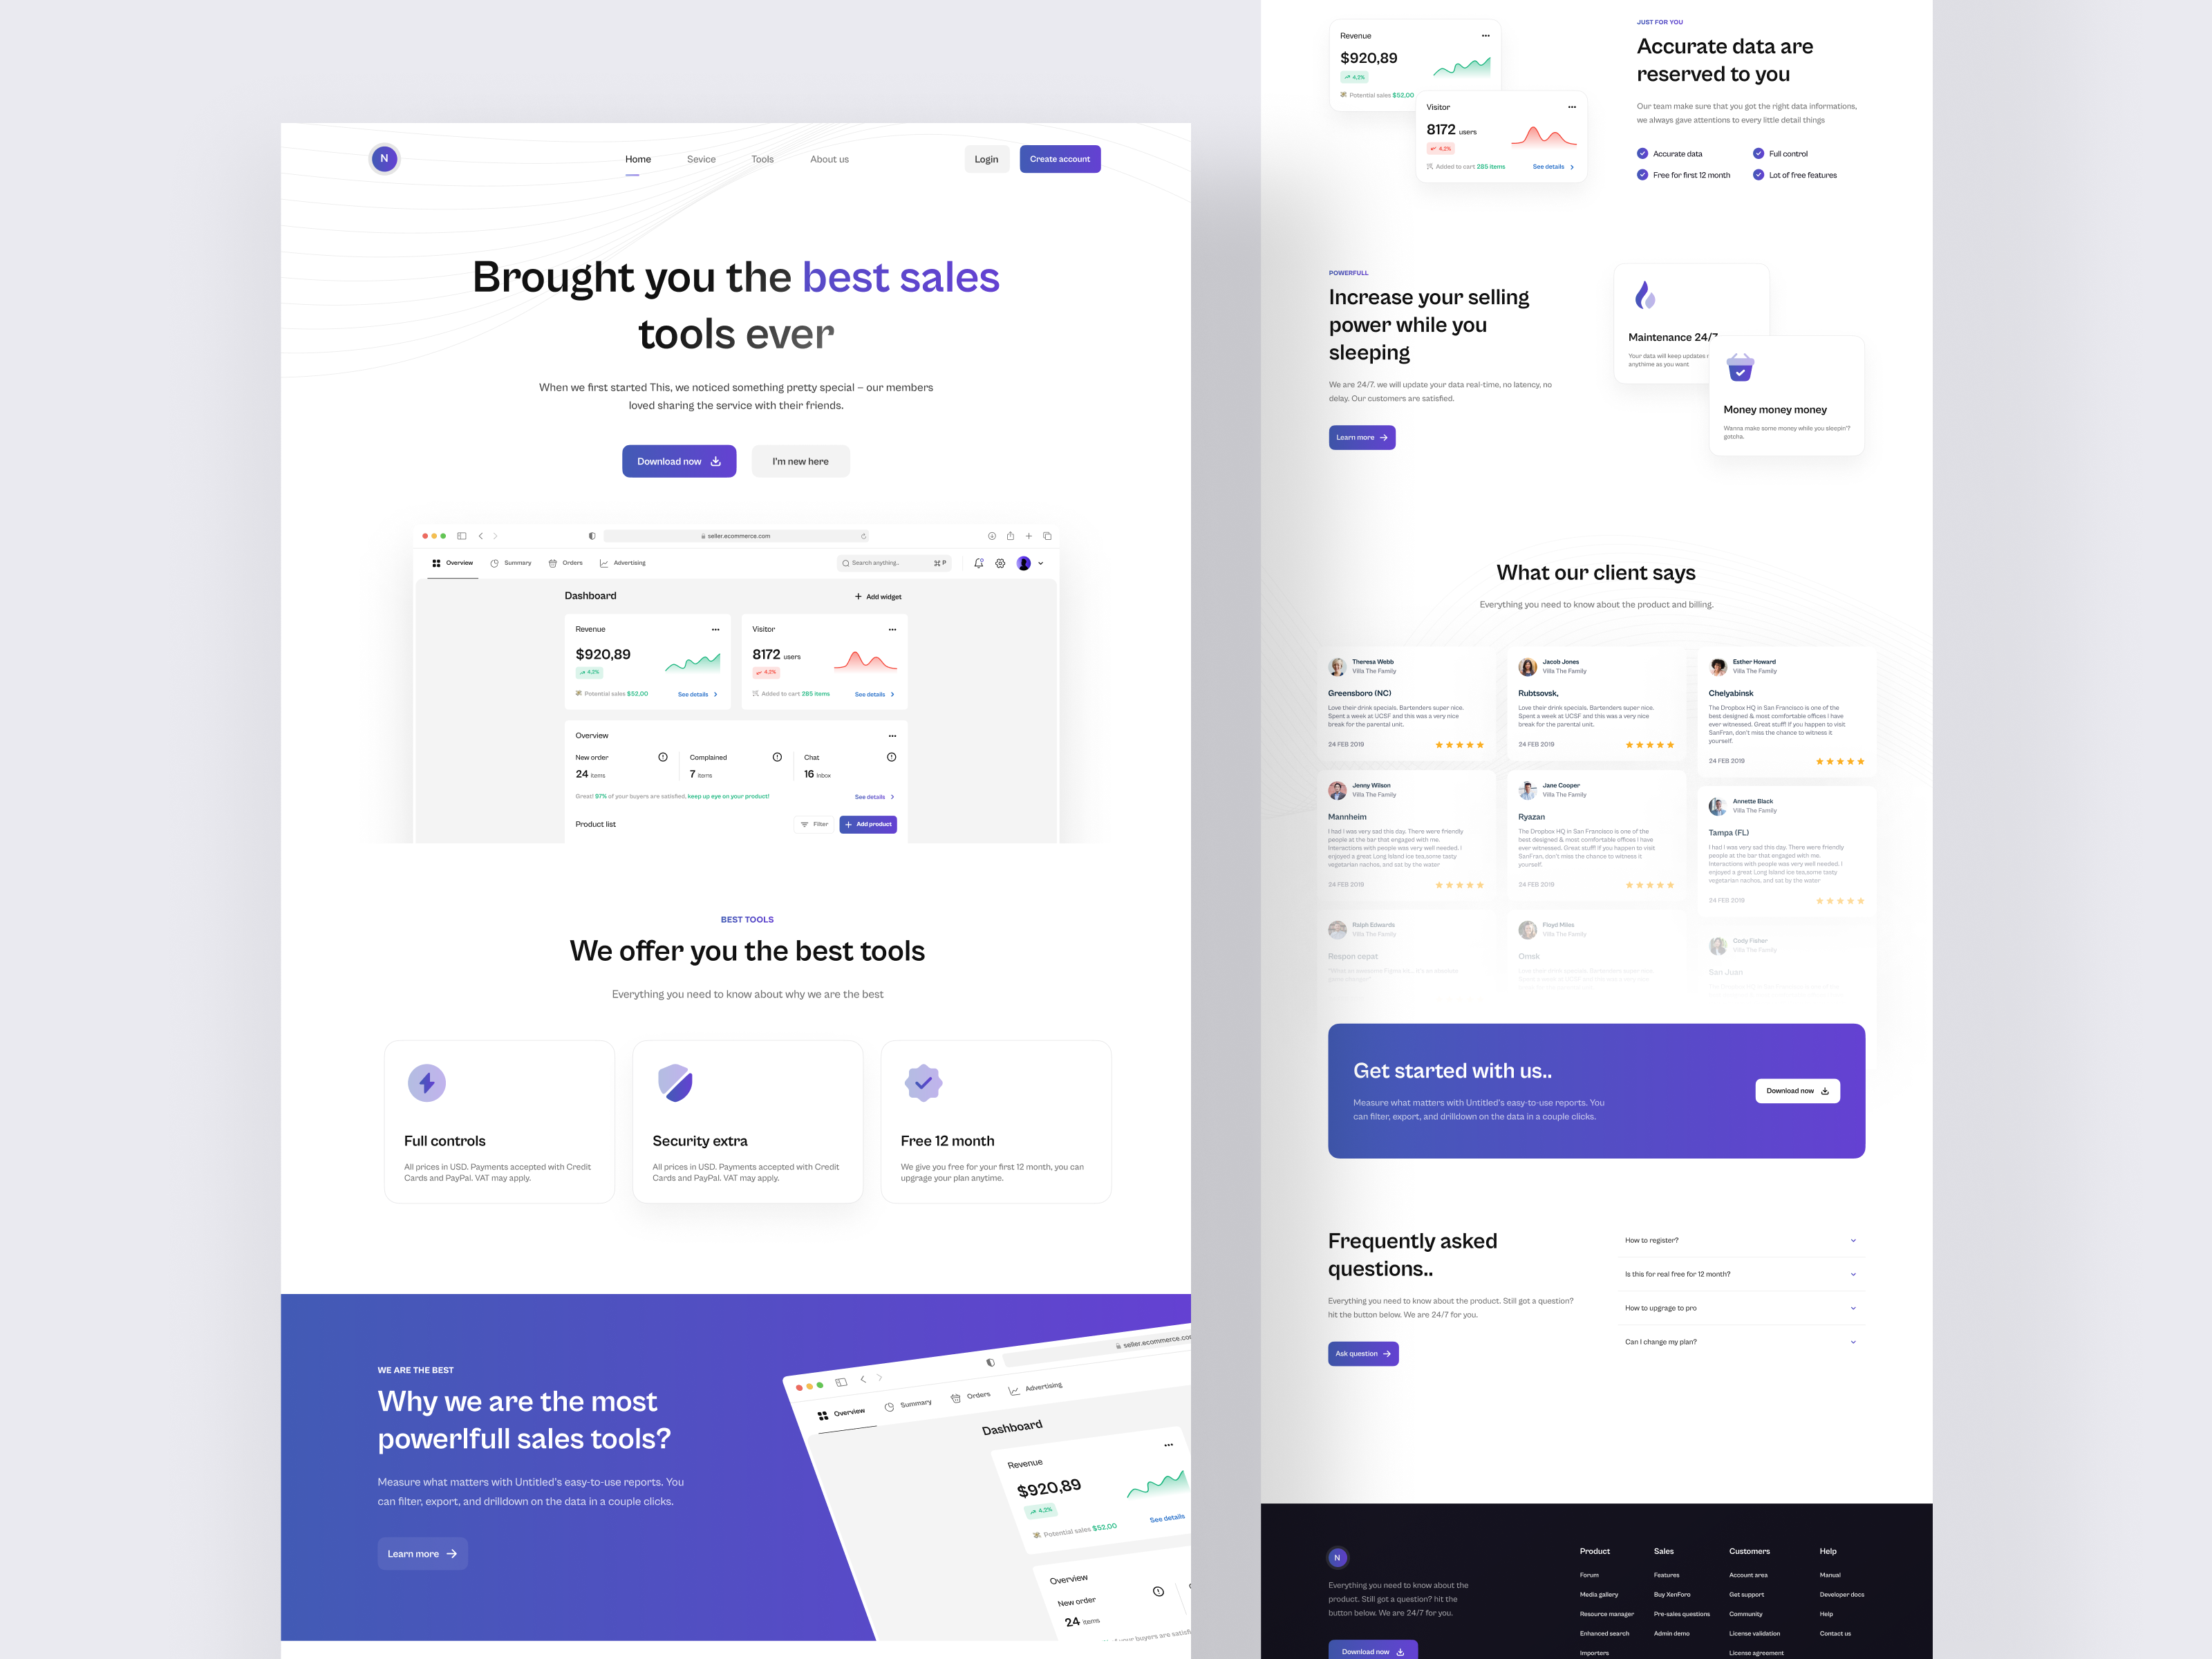 N
Home
Sevice
Tools
About us
Login
Create account
Brought you the best sales
tools ever
When we first started This, we noticed something pretty special – our members
loved sharing the service with their friends.
Download now
I'm new here
seller.ecommerce.com
Overview
Summary
Orders
Advertising
Search anything..
⌘ P
Dashboard
+ Add widget
Revenue
$920,89
4,2%
Potential sales $52,00
See details
Visitor
8172 users
4,2%
Added to cart 285 items
See details
Overview
New order
24 items
Complained
7 items
Chat
16 Inbox
Great! 97% of your buyers are satisfied, keep up eye on your product!
See details
Product list
Filter
+ Add product
BEST TOOLS
We offer you the best tools
Everything you need to know about why we are the best
Full controls
All prices in USD. Payments accepted with Credit
Cards and PayPal. VAT may apply.
Security extra
All prices in USD. Payments accepted with Credit
Cards and PayPal. VAT may apply.
Free 12 month
We give you free for your first 12 month, you can
upgrage your plan anytime.
WE ARE THE BEST
Why we are the most
powerlfull sales tools?
Measure what matters with Untitled's easy-to-use reports. You
can filter, export, and drilldown on the data in a couple clicks.
Learn more
seller.ecommerce.com
Overview
Summary
Orders
Advertising
Dashboard
Revenue
$920,89
4,2%
Potential sales $52,00
See details
Overview
New order
24 items
of your buyers are satisfi
Revenue
$920,89
4,2%
Potential sales $52,00
Visitor
8172 users
4,2%
Added to cart 285 items
See details
JUST FOR YOU
Accurate data are
reserved to you
Our team make sure that you got the right data informations,
we always gave attentions to every little detail things
Accurate data
Full control
Free for first 12 month
Lot of free features
POWERFULL
Increase your selling
power while you
sleeping
We are 24/7. we will update your data real-time, no latency, no
delay. Our customers are satisfied.
Learn more
Maintenance 24/7
Your data will keep updates
anythime as you want
Money money money
Wanna make some money while you sleepin'?
gotcha.
What our client says
Everything you need to know about the product and billing.
Theresa Webb
Villa The Family
Greensboro (NC)
Love their drink specials. Bartenders super nice.
Spent a week at UCSF and this was a very nice
break for the parental unit.
24 FEB 2019
Jacob Jones
Villa The Family
Rubtsovsk,
Love their drink specials. Bartenders super nice.
Spent a week at UCSF and this was a very nice
break for the parental unit.
24 FEB 2019
Esther Howard
Villa The Family
Chelyabinsk
The Dropbox HQ in San Francisco is one of the
best designed & most comfortable offices I have
ever witnessed. Great stuff! If you happen to visit
SanFran, don't miss the chance to witness it
yourself.
24 FEB 2019
Jenny Wilson
Villa The Family
Mannheim
I had I was very sad this day. There were friendly
people at the bar that engaged with me.
Interactions with people was very well needed. I
enjoyed a great Long Island ice tea,some tasty
vegetarian nachos, and sat by the water
24 FEB 2019
Jane Cooper
Villa The Family
Ryazan
The Dropbox HQ in San Francisco is one of the
best designed & most comfortable offices I have
ever witnessed. Great stuff! If you happen to visit
SanFran, don't miss the chance to witness it
yourself.
24 FEB 2019
Annette Black
Villa The Family
Tampa (FL)
I had I was very sad this day. There were friendly
people at the bar that engaged with me.
Interactions with people was very well needed. I
enjoyed a great Long Island ice tea,some tasty
vegetarian nachos, and sat by the water
24 FEB 2019
Ralph Edwards
Villa The Family
Respon cepat
Floyd Miles
Villa The Family
Omsk
Love their drink specials. Bartenders super nice.
Cody Fisher
Villa The Family
San Juan
Get started with us..
Measure what matters with Untitled's easy-to-use reports. You
can filter, export, and drilldown on the data in a couple clicks.
Download now
Frequently asked
questions..
Everything you need to know about the product. Still got a question?
hit the button below. We are 24/7 for you.
Ask question
How to register?
Is this for real free for 12 month?
How to upgrage to pro
Can I change my plan?
N
Everything you need to know about the
product. Still got a question? hit the
button below. We are 24/7 for you.
Download now
Product
Forum
Media gallery
Resource manager
Enhanced search
Importers
Sales
Features
Buy XenForo
Pre-sales questions
Admin demo
Customers
Account area
Get support
Community
License validation
License agreement
Help
Manual
Developer docs
Help
Contact us